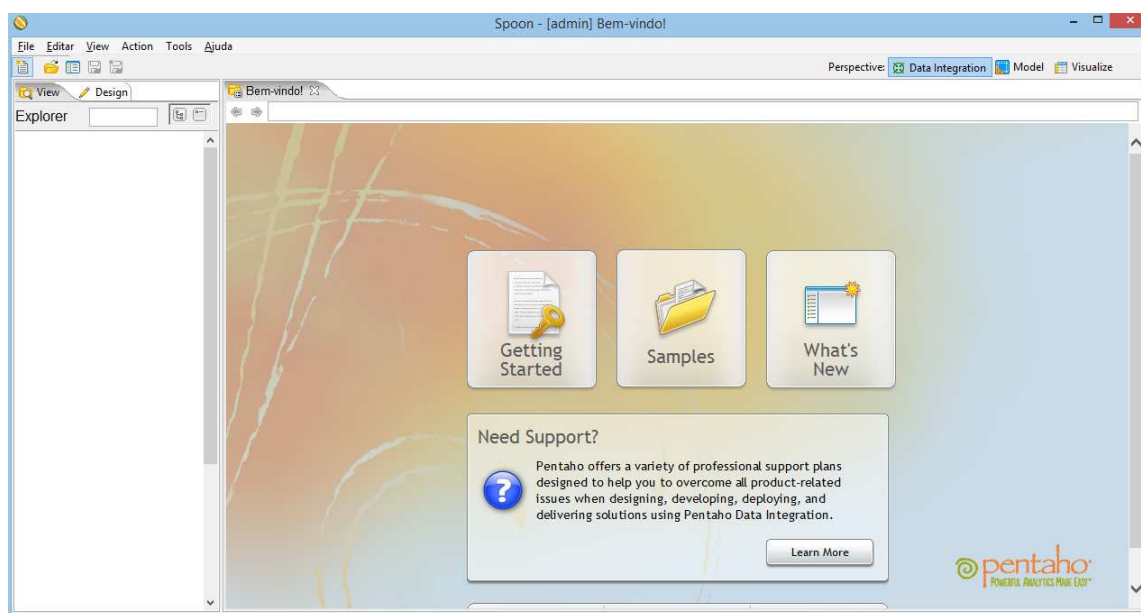 Spoon - [admin] Bem-vindo!
File Editar View Action Tools Ajuda
Perspective: Data Integration Model Visualize
View Design
Bem-vindo!
Explorer
Getting
Started
Samples
What's
New
Need Support?
Pentaho offers a variety of professional support plans
designed to help you to overcome all product-related
issues when designing, developing, deploying, and
delivering solutions using Pentaho Data Integration.
Learn More
pentaho
POWERFUL ANALYTICS MADE EASY™